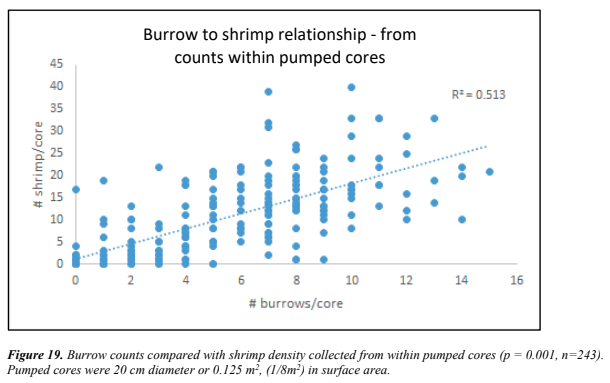 Burrow to shrimp relationship - from
counts within pumped cores
R² = 0.513
# shrimp/core
45
40
35
30
25
20
15
10
5
0
0 2 4 6 8 10 12 14 16
# burrows/core
Figure 19. Burrow counts compared with shrimp density collected from within pumped cores (p = 0.001, n=243).
Pumped cores were 20 cm diameter or 0.125 m², (1/8m²) in surface area.